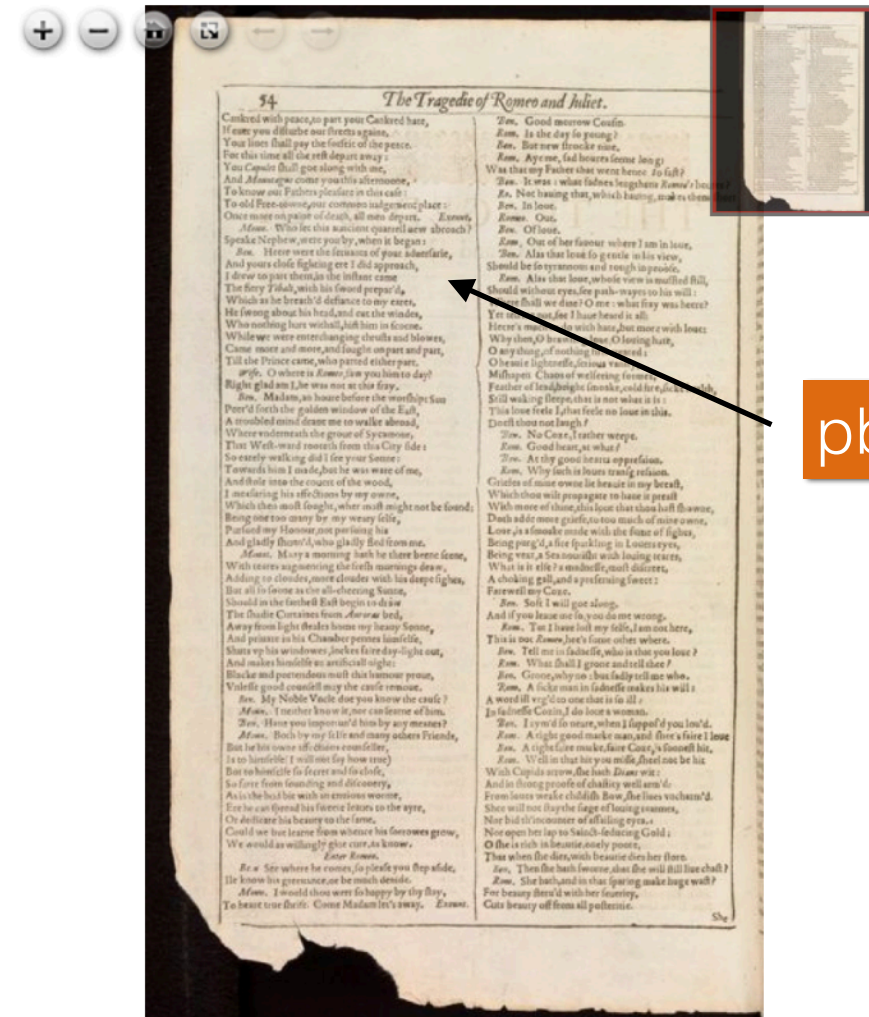 54
The Tragedie of Romeo and Iuliet.
Cankred with peace, to part your Cankred hate,
If euer you diſturbe our ſtreets againe,
Your liues ſhall pay the forfeit of the peace.
For this time all the reſt depart away:
You Capulet ſhall goe along with me,
And Mountague come you this afternoone,
To know our Fathers pleaſure in this caſe:
To old Free-towne, our common iudgement place:
Once more on paine of death, all men depart. Exeunt.
Moun. Who ſet this auncient quarrell new abroach?
Speake Nephew, were you by, when it began:
Ben. Heere were the ſeruants of your aduerſarie,
And yours cloſe fighting ere I did approach,
I drew to part them, in the inſtant came
The fiery Tibalt, with his ſword prepar'd,
Which as he breath'd defiance to my eares,
He ſwong about his head, and cut the windes,
Who nothing hurt withall, hiſt him in ſcorne.
While we were enterchanging thruſts and blowes,
Came more and more, and fought on part and part,
Till the Prince came, who parted either part.
Wife. O where is Romeo, ſaw you him to day?
Right glad am I, he was not at this fray.
Ben. Madam, an houre before the worſhipt Sun
Peer'd forth the golden window of the Eaſt,
A troubled mind draue me to walke abroad,
Where vnderneath the groue of Sycamour,
That Weſt-ward rooteth from this City ſide:
So earely walking did I ſee your Sonne:
Towards him I made, but he was ware of me,
And ſtole into the couert of the wood,
I meaſuring his affections by my owne,
Which then moſt ſought, wher moſt might not be found:
Being one too many by my weary ſelfe,
Purſued my Honour, not purſuing his
And gladly ſhunn'd, who gladly fled from me.
Mount. Many a morning hath he there beene ſeene,
With teares augmenting the freſh mornings deaw,
Adding to cloudes, more cloudes with his deepe ſighes,
But all ſo ſoone as the all-cheering Sunne,
Should in the fartheſt Eaſt begin to draw
The ſhadie Curtaines from Auroras bed,
Away from light ſteales home my heauy Sonne,
And priuate in his Chamber pennes himſelfe,
Shuts vp his windowes, lockes faire day-light out,
And makes himſelfe an artificiall night:
Blacke and portendous muſt this humour proue,
Vnleſſe good counſell may the cauſe remoue.
Ben. My Noble Vncle doe you know the cauſe?
Moun. I neither know it, nor can learne of him.
Ben. Haue you importun'd him by any meanes?
Moun. Both by my ſelfe and many others Friends,
But he his owne affections counſeller,
Is to himſelfe (I will not ſay how true)
But to himſelfe ſo ſecret and ſo cloſe,
So farre from ſounding and diſcouery,
As is the bud bit with an enuious worme,
Ere he can ſpread his ſweete leaues to the ayre,
Or dedicate his beauty to the ſame.
Could we but learne from whence his ſorrowes grow,
We would as willingly giue cure, as know.
Enter Romeo.
Ben. See where he comes, ſo pleaſe you ſtep aſide,
Ile know his greeuance, or be much denide.
Moun. I would thou wert ſo happy by thy ſtay,
To heare true ſhrift. Come Madam let's away. Exeunt.
Ben. Good morrow Couſin.
Rom. Is the day ſo young?
Ben. But new ſtrooke nine.
Rom. Aye me, ſad houres ſeeme long:
Was that my Father that went hence ſo faſt?
Ben. It was: what ſadnes lengthens Romeo's houres?
Ro. Not hauing that, which hauing, makes them ſhort
Ben. In loue.
Romeo. Out.
Ben. Of loue.
Rom. Out of her fauour where I am in loue.
Ben. Alas that loue ſo gentle in his view,
Should be ſo tyrannous and rough in proofe.
Rom. Alas that loue, whoſe view is muffled ſtill,
Should without eyes, ſee path-wayes to his will:
Where ſhall we dine? O me: what fray was heere?
Yet tell me not, for I haue heard it all:
Heere's much to do with hate, but more with loue:
Why then, O brawling loue, O louing hate,
O any thing, of nothing firſt created:
O heauie lightneſſe, ſerious vanity,
Miſhapen Chaos of welſeeing formes,
Feather of lead, bright ſmoake, cold fire, ſicke health,
Still waking ſleepe, that is not what it is:
This loue feele I, that feele no loue in this.
Doeſt thou not laugh?
Ben. No Coze, I rather weepe.
Rom. Good heart, at what?
Ben. At thy good hearts oppreſſion.
Rom. Why ſuch is loues tranſgreſſion.
Griefes of mine owne lie heauie in my breaſt,
Which thou wilt propagate to haue it preaſt
With more of thine, this loue that thou haſt ſhowne,
Doth adde more griefe, to too much of mine owne.
Loue, is a ſmoake made with the fume of ſighes,
Being purg'd, a fire ſparkling in Louers eyes,
Being vext, a Sea nouriſht with louing teares,
What is it elſe? a madneſſe, moſt diſcreet,
A choking gall, and a preſeruing ſweet:
Farewell my Coze.
Ben. Soft I will goe along,
And if you leaue me ſo, you do me wrong.
Rom. Tut I haue loſt my ſelfe, I am not here,
This is not Romeo, hee's ſome other where.
Ben. Tell me in ſadneſſe, who is that you loue?
Rom. What ſhall I grone and tell thee?
Ben. Grone, why no: but ſadly tell me who.
Rom. A ſicke man in ſadneſſe makes his will:
A word ill vrg'd to one that is ſo ill:
In ſadneſſe Cozin, I do loue a woman.
Ben. I aym'd ſo neare, when I ſuppoſ'd you lou'd.
Rom. A right good marke man, and ſhee's faire I loue
Ben. A right faire marke, faire Coze, is ſooneſt hit.
Rom. Well in that hit you miſſe, ſheel not be hit
With Cupids arrow, ſhe hath Dians wit:
And in ſtrong proofe of chaſtity well arm'd:
From loues weake childiſh Bow, ſhe liues vncharm'd.
Shee will not ſtay the ſiege of louing tearmes,
Nor bid th'incounter of aſſailing eyes.
Nor open her lap to Sainct-ſeducing Gold:
O ſhe is rich in beautie, onely poore,
That when ſhe dies, with beautie dies her ſtore.
Ben. Then ſhe hath ſworne, that ſhe will ſtill liue chaſt?
Rom. She hath, and in that ſparing make huge waſt?
For beauty ſteru'd with her ſeuerity,
Cuts beauty off from all poſteritie.
She
pb